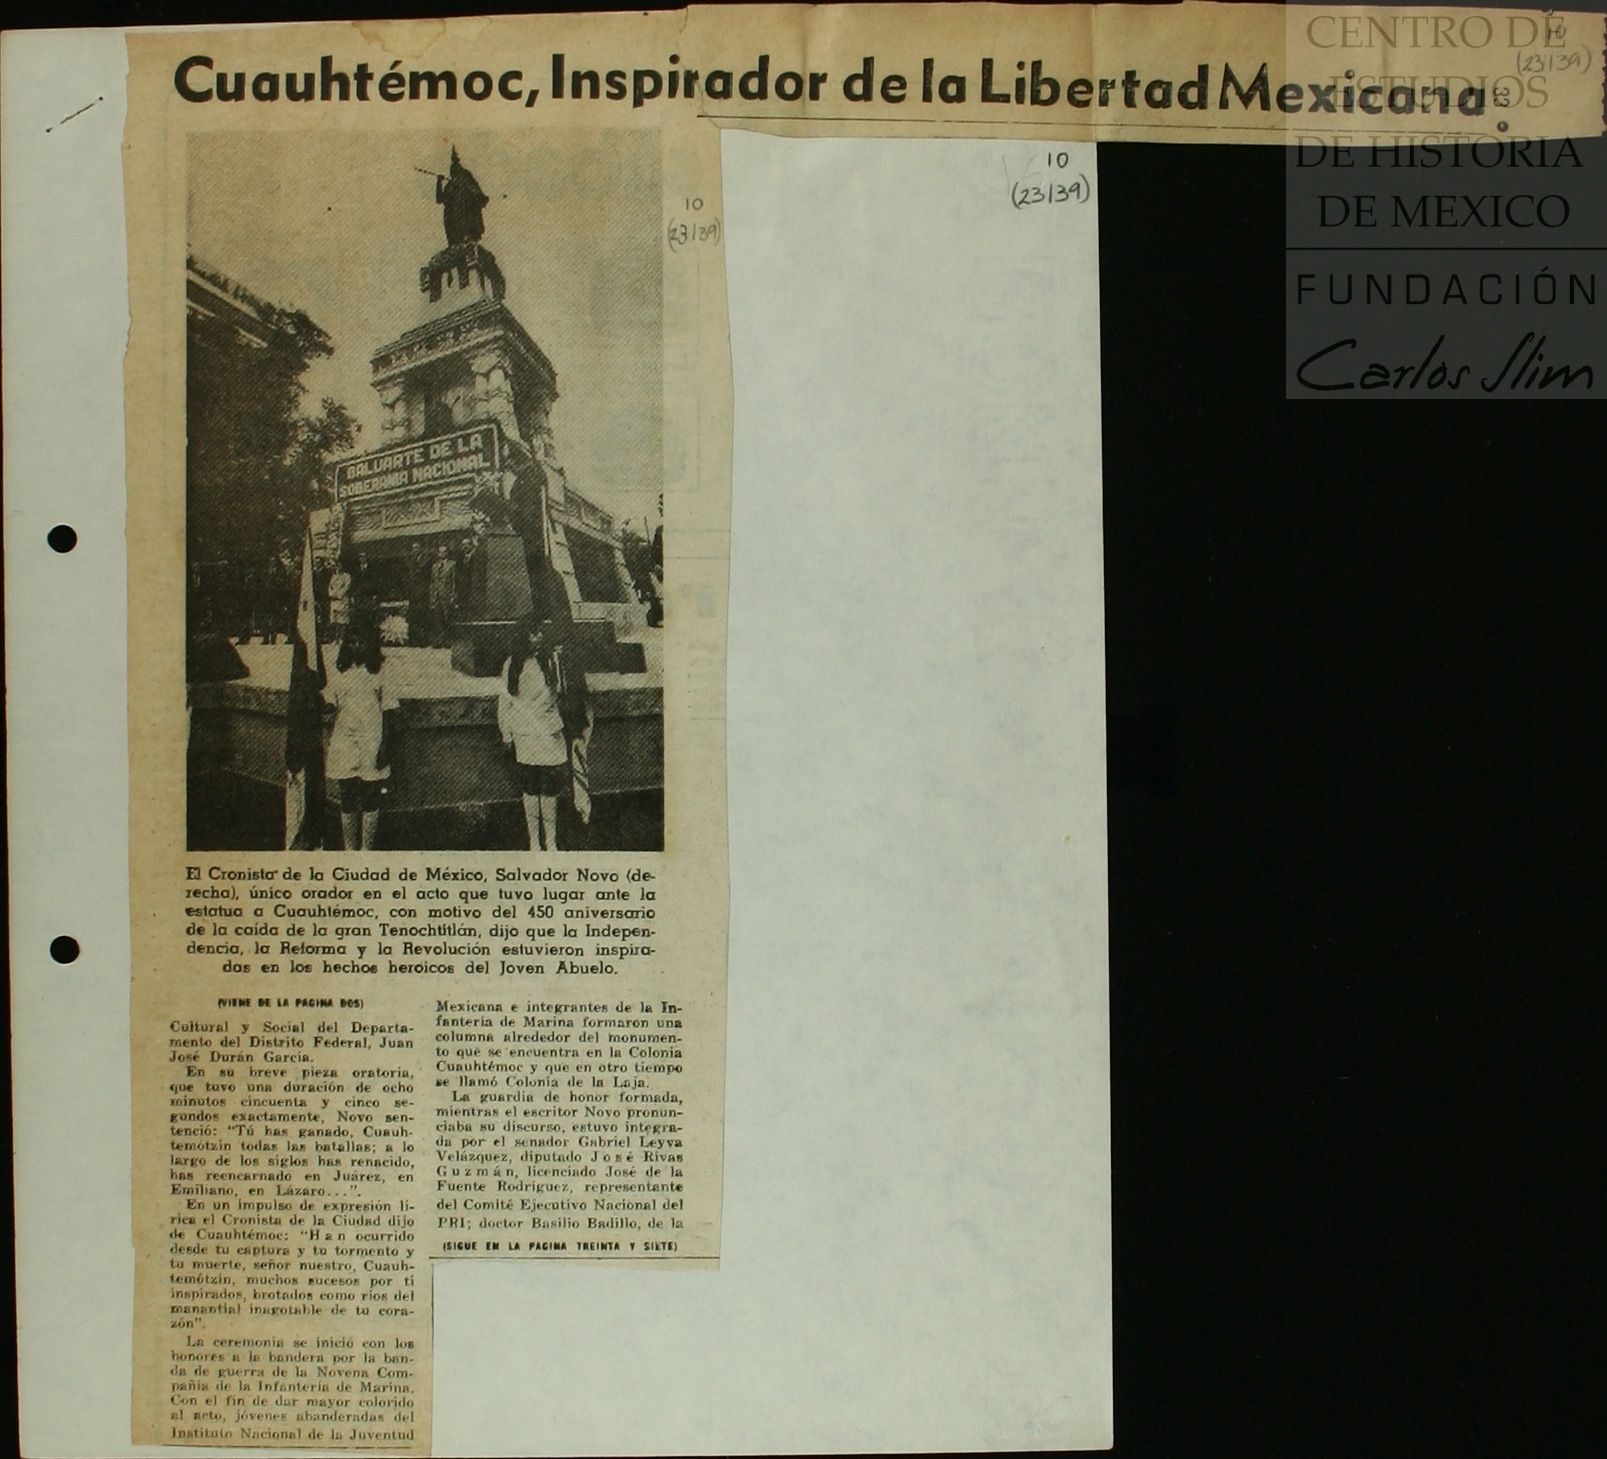 Cuauhtémoc, Inspirador de la Libertad Mexicana
10
(23/39)
10
(23/39)
10
(23/39)
CENTRO DE
ESTUDIOS
DE HISTORIA
DE MEXICO
FUNDACIÓN
Carlos Slim
BALUARTE DE LA
SOBERANIA NACIONAL
El Cronista de la Ciudad de México, Salvador Novo (de-
recha), único orador en el acto que tuvo lugar ante la
estatua a Cuauhtémoc, con motivo del 450 aniversario
de la caída de la gran Tenochtitlán, dijo que la Indepen-
dencia, la Reforma y la Revolución estuvieron inspira-
das en los hechos heróicos del Joven Abuelo.
(VIENE DE LA PAGINA DOS)
Cultural y Social del Departa-
mento del Distrito Federal, Juan
José Durán García.
En su breve pieza oratoria,
que tuvo una duración de ocho
minutos cincuenta y cinco se-
gundos exactamente, Novo sen-
tenció: "Tú has ganado, Cuauh-
temótzin todas las batallas; a lo
largo de los siglos has renacido,
has reencarnado en Juárez, en
Emiliano, en Lázaro...".
En un impulso de expresión lí-
rica el Cronista de la Ciudad dijo
de Cuauhtémoc: "Han ocurrido
desde tu captura y tu tormento y
tu muerte, señor nuestro, Cuauh-
temótzin, muchos sucesos por ti
inspirados, brotados como ríos del
manantial inagotable de tu cora-
zón".
La ceremonia se inició con los
honores a la bandera por la ban-
da de guerra de la Novena Com-
pañía de la Infantería de Marina.
Con el fin de dar mayor colorido
al acto, jóvenes abanderadas del
Instituto Nacional de la Juventud
Mexicana e integrantes de la In-
fantería de Marina formaron una
columna alrededor del monumen-
to que se encuentra en la Colonia
Cuauhtémoc y que en otro tiempo
se llamó Colonia de la Laja.
La guardia de honor formada,
mientras el escritor Novo pronun-
ciaba su discurso, estuvo integra-
da por el senador Gabriel Leyva
Velázquez, diputado José Rivas
Guzmán, licenciado José de la
Fuente Rodríguez, representante
del Comité Ejecutivo Nacional del
PRI; doctor Basilio Badillo, de la
(SIGUE EN LA PAGINA TREINTA Y SIETE)